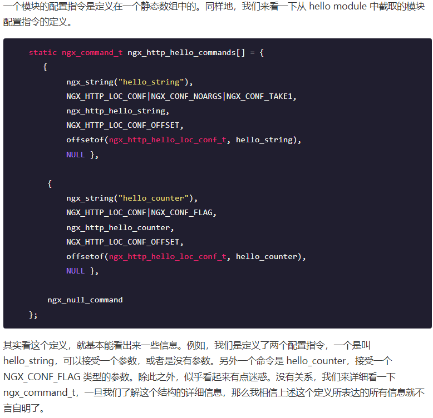 一个模块的配置指令是定义在一个静态数组中的。同样地，我们来看一下从 hello module 中截取的模块
配置指令的定义。
static ngx_command_t ngx_http_hello_commands[] = {
{
ngx_string("hello_string"),
NGX_HTTP_LOC_CONF|NGX_CONF_NOARGS|NGX_CONF_TAKE1,
ngx_http_hello_string,
NGX_HTTP_LOC_CONF_OFFSET,
offsetof(ngx_http_hello_loc_conf_t, hello_string),
NULL },
{
ngx_string("hello_counter"),
NGX_HTTP_LOC_CONF|NGX_CONF_FLAG,
ngx_http_hello_counter,
NGX_HTTP_LOC_CONF_OFFSET,
offsetof(ngx_http_hello_loc_conf_t, hello_counter),
NULL },
ngx_null_command
};
其实看这个定义，就基本能看出来一些信息。例如，我们是定义了两个配置指令，一个是叫
hello_string，可以接受一个参数，或者是没有参数。另外一个命令是 hello_counter，接受一个
NGX_CONF_FLAG 类型的参数。除此之外，似乎看起来有点迷惑。没有关系，我们来详细看一下
ngx_command_t，一旦我们了解这个结构的详细信息，那么我相信上述这个定义所表达的所有信息就不
言自明了。